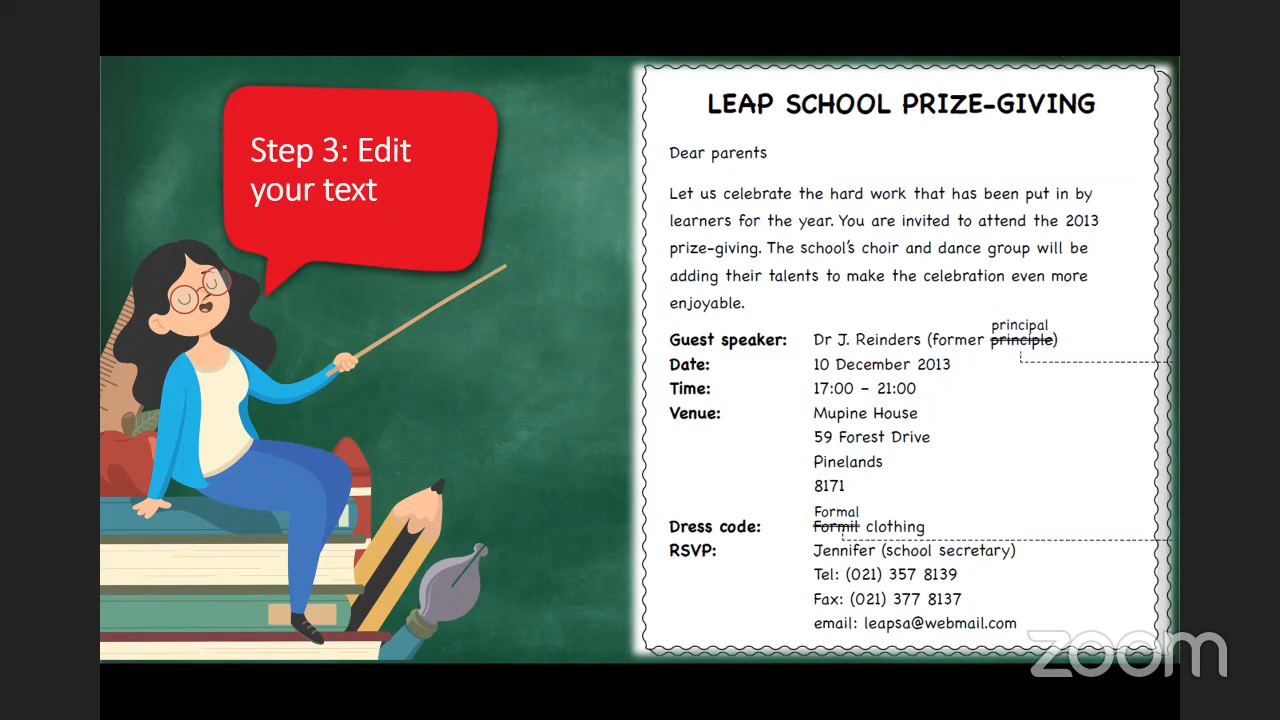 Step 3: Edit
your text
LEAP SCHOOL PRIZE-GIVING
Dear parents
Let us celebrate the hard work that has been put in by
learners for the year. You are invited to attend the 2013
prize-giving. The school's choir and dance group will be
adding their talents to make the celebration even more
enjoyable.
principal
Guest speaker: Dr J. Reinders (former principle)
Date: 10 December 2013
Time: 17:00 – 21:00
Venue: Mupine House
59 Forest Drive
Pinelands
8171
Formal
Dress code: Formil clothing
RSVP: Jennifer (school secretary)
Tel: (021) 357 8139
Fax: (021) 377 8137
email: leapsa@webmail.com
zoom